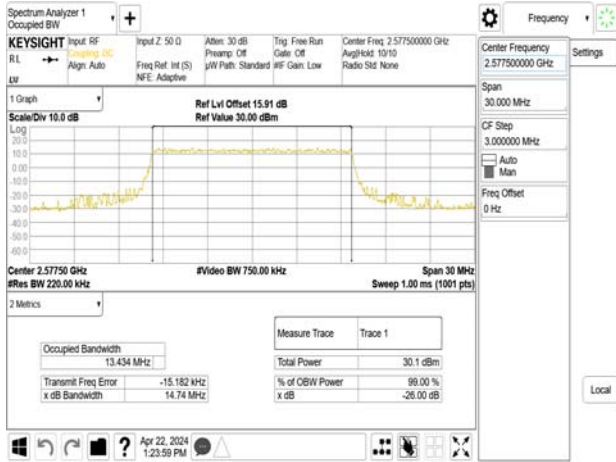 Spectrum Analyzer 1
Occupied BW
+
Frequency
KEYSIGHT
Input: RF
Coupling: DC
Align: Auto
Input Z: 50 Ω
Freq Ref: Int (S)
NFE: Adaptive
Atten: 30 dB
Preamp: Off
µW Path: Standard
Trig: Free Run
Gate: Off
#IF Gain: Low
Center Freq: 2.577500000 GHz
Avg|Hold: 10/10
Radio Std: None
RL
1 Graph
Scale/Div 10.0 dB
Ref Lvl Offset 15.91 dB
Ref Value 30.00 dBm
Log
20.0
10.0
0.00
-10.0
-20.0
-30.0
-40.0
-50.0
-60.0
Center 2.57750 GHz
#Res BW 220.00 kHz
#Video BW 750.00 kHz
Span 30 MHz
Sweep 1.00 ms (1001 pts)
2 Metrics
Measure Trace Trace 1
Occupied Bandwidth
13.434 MHz
Total Power 30.1 dBm
Transmit Freq Error -15.182 kHz
% of OBW Power 99.00 %
x dB Bandwidth 14.74 MHz
x dB -26.00 dB
Center Frequency
2.577500000 GHz
Settings
Span
30.000 MHz
CF Step
3.000000 MHz
Auto
Man
Freq Offset
0 Hz
Local
?
Apr 22, 2024
1:23:59 PM